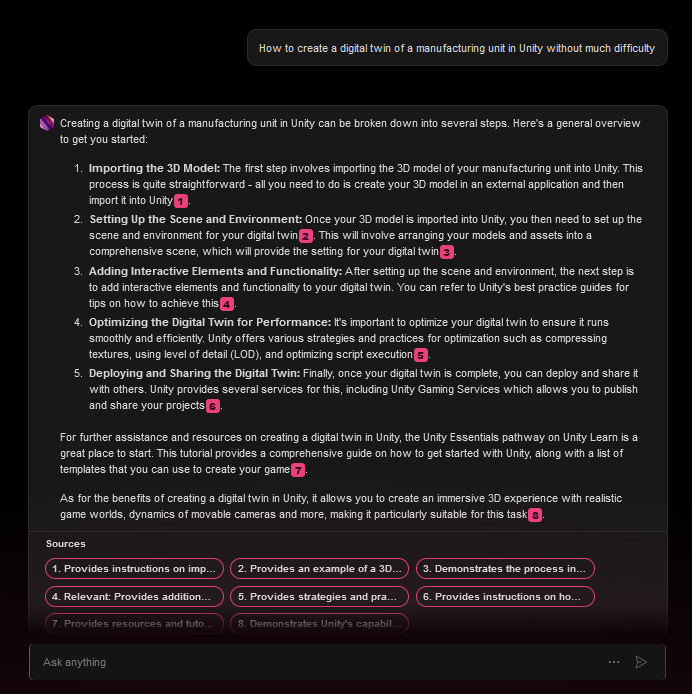 How to create a digital twin of a manufacturing unit in Unity without much difficulty
Creating a digital twin of a manufacturing unit in Unity can be broken down into several steps. Here's a general overview
to get you started:
1. Importing the 3D Model: The first step involves importing the 3D model of your manufacturing unit into Unity. This
process is quite straightforward - all you need to do is create your 3D model in an external application and then
import it into Unity 1.
2. Setting Up the Scene and Environment: Once your 3D model is imported into Unity, you then need to set up the
scene and environment for your digital twin 2. This will involve arranging your models and assets into a
comprehensive scene, which will provide the setting for your digital twin 3.
3. Adding Interactive Elements and Functionality: After setting up the scene and environment, the next step is
to add interactive elements and functionality to your digital twin. You can refer to Unity's best practice guides for
tips on how to achieve this 4.
4. Optimizing the Digital Twin for Performance: It's important to optimize your digital twin to ensure it runs
smoothly and efficiently. Unity offers various strategies and practices for optimization such as compressing
textures, using level of detail (LOD), and optimizing script execution 5.
5. Deploying and Sharing the Digital Twin: Finally, once your digital twin is complete, you can deploy and share it
with others. Unity provides several services for this, including Unity Gaming Services which allows you to publish
and share your projects 6.
For further assistance and resources on creating a digital twin in Unity, the Unity Essentials pathway on Unity Learn is a
great place to start. This tutorial provides a comprehensive guide on how to get started with Unity, along with a list of
templates that you can use to create your game 7.
As for the benefits of creating a digital twin in Unity, it allows you to create an immersive 3D experience with realistic
game worlds, dynamics of movable cameras and more, making it particularly suitable for this task 8.
Sources
1. Provides instructions on imp... 2. Provides an example of a 3D... 3. Demonstrates the process in...
4. Relevant: Provides addition... 5. Provides strategies and pra... 6. Provides instructions on ho...
7. Provides resources and tuto... 8. Demonstrates Unity's capabil...
Ask anything